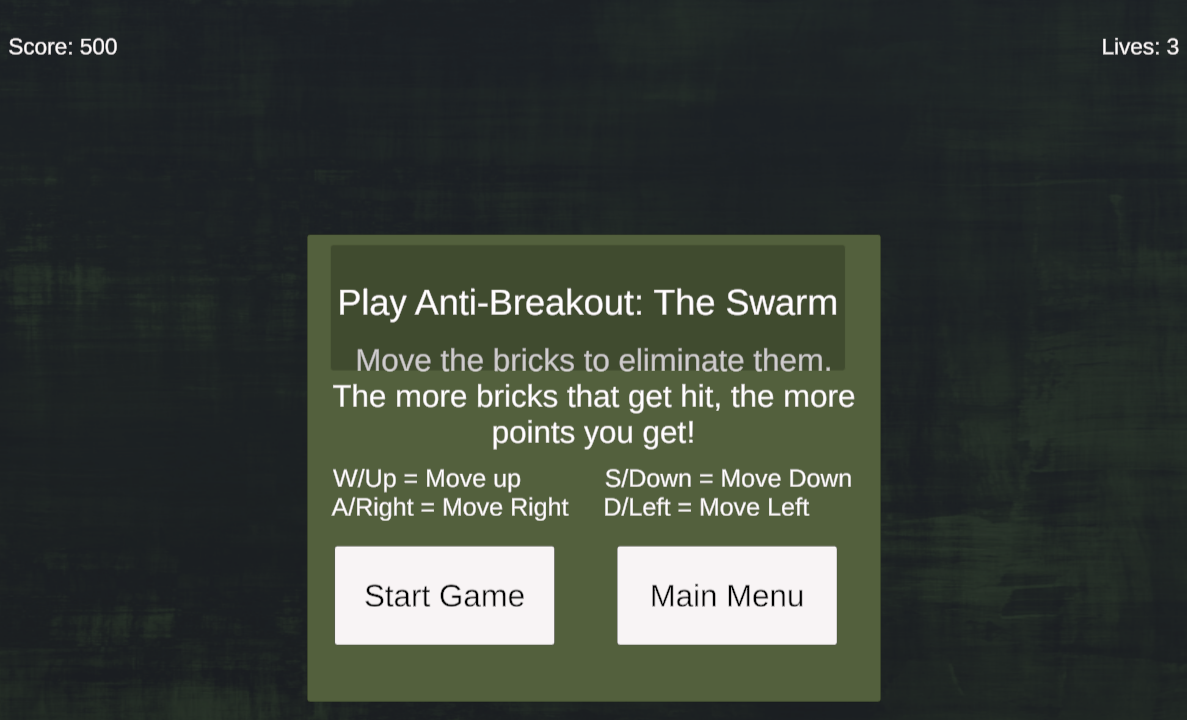 Score: 500
Lives: 3
Play Anti-Breakout: The Swarm
Move the bricks to eliminate them.
The more bricks that get hit, the more
points you get!
W/Up = Move up
S/Down = Move Down
A/Right = Move Right
D/Left = Move Left
Start Game
Main Menu